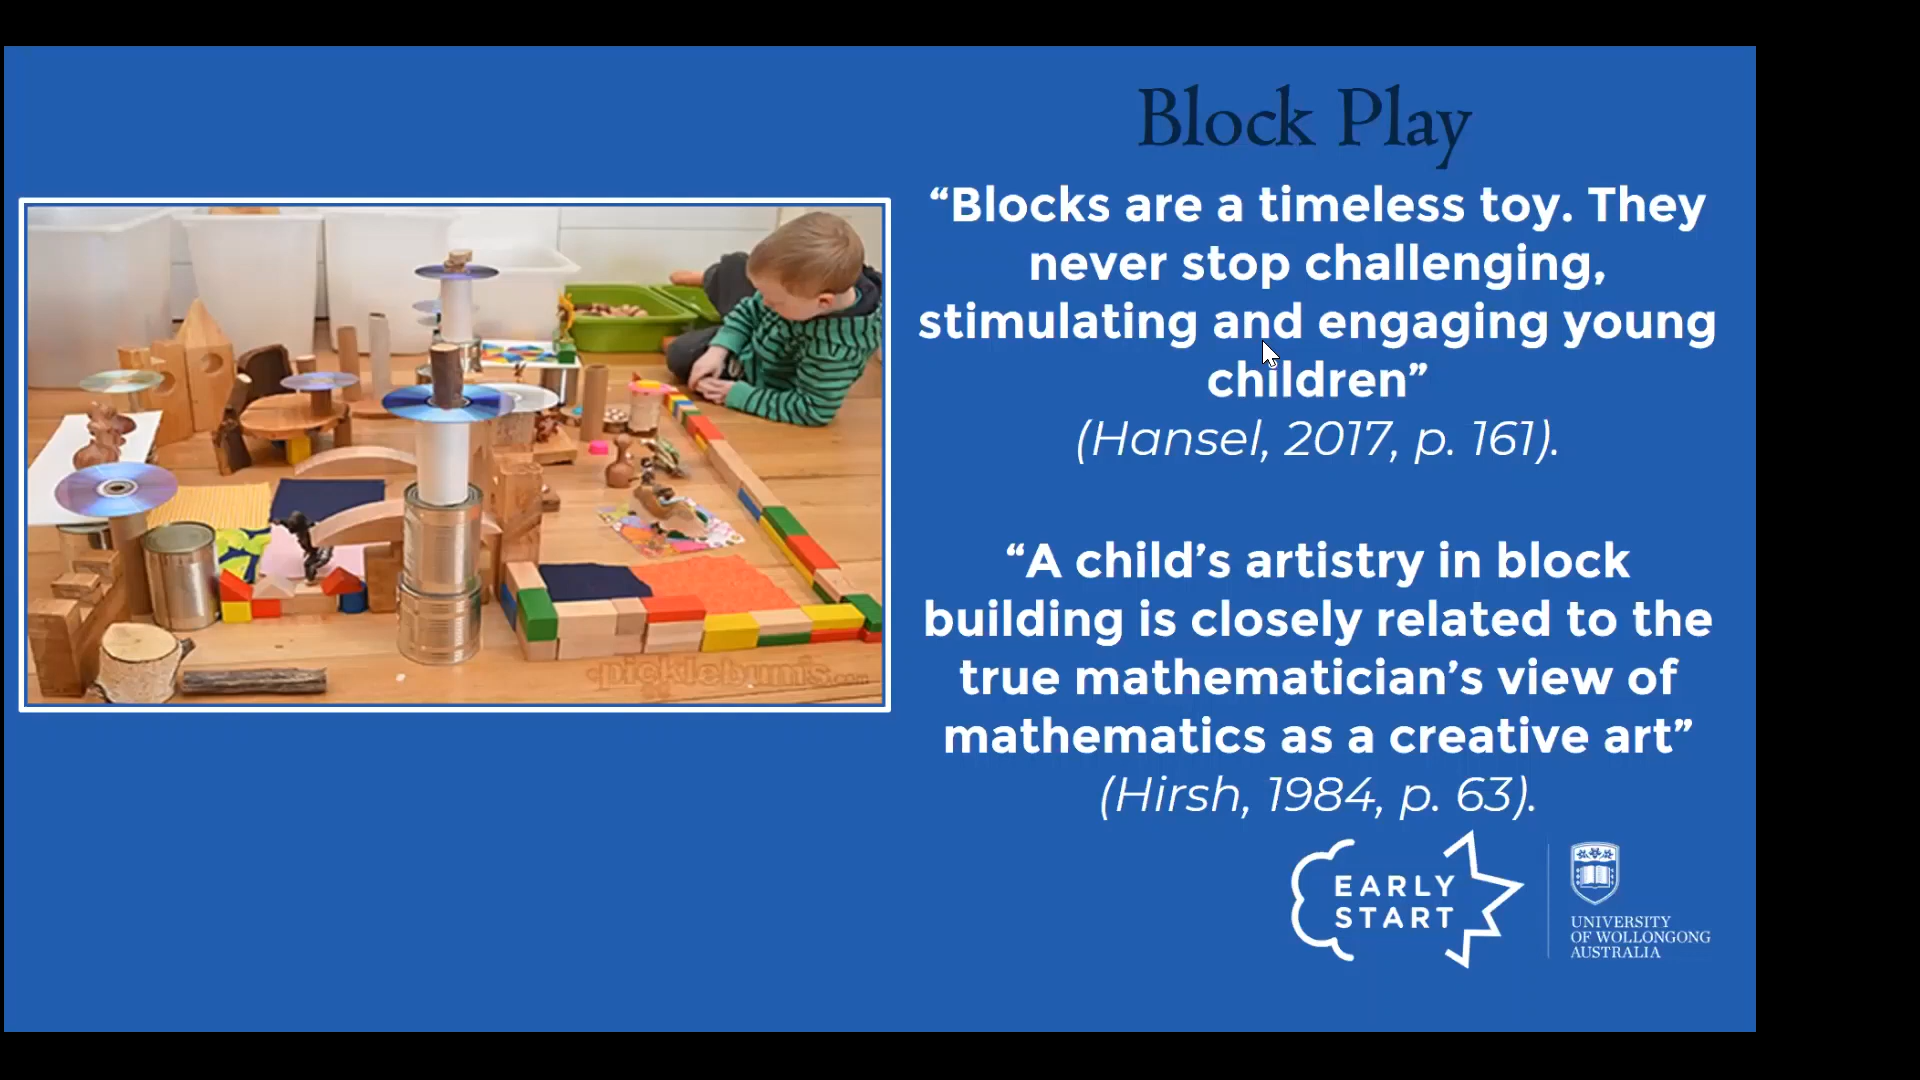 Block Play
“Blocks are a timeless toy. They
never stop challenging,
stimulating and engaging young
children”
(Hansel, 2017, p. 161).
“A child’s artistry in block
building is closely related to the
true mathematician’s view of
mathematics as a creative art”
(Hirsh, 1984, p. 63).
picklebums.com
EARLY
START
UNIVERSITY
OF WOLLONGONG
AUSTRALIA